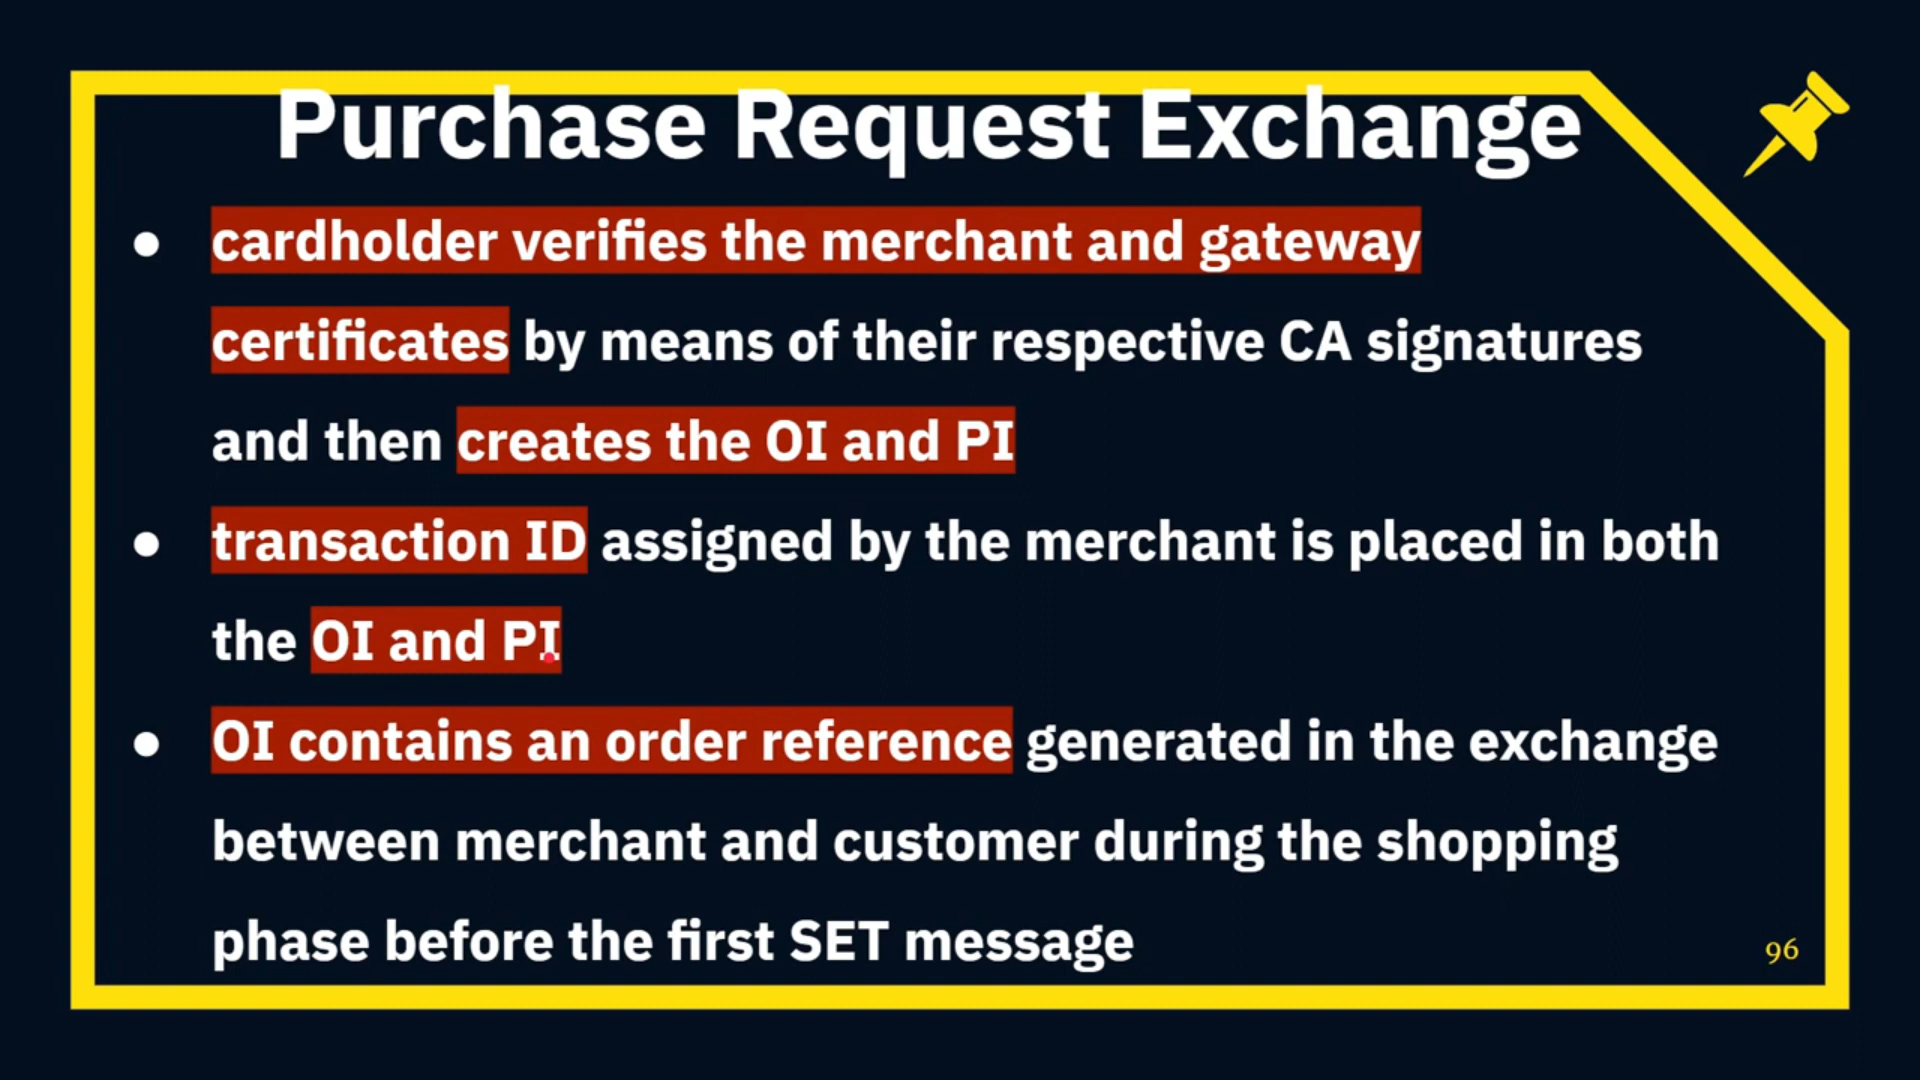 Purchase Request Exchange
● cardholder verifies the merchant and gateway
certificates by means of their respective CA signatures
and then creates the OI and PI
● transaction ID assigned by the merchant is placed in both
the OI and PI
● OI contains an order reference generated in the exchange
between merchant and customer during the shopping
phase before the first SET message
96